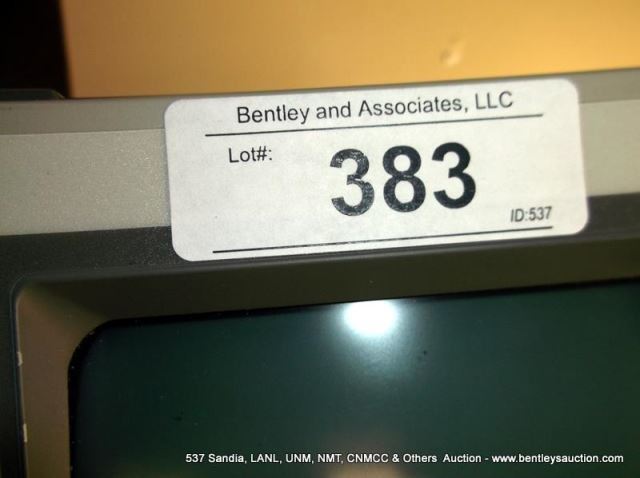 Bentley and Associates, LLC
Lot#:
383
ID:537
537 Sandia, LANL, UNM, NMT, CNMCC & Others Auction - www.bentleysauction.com